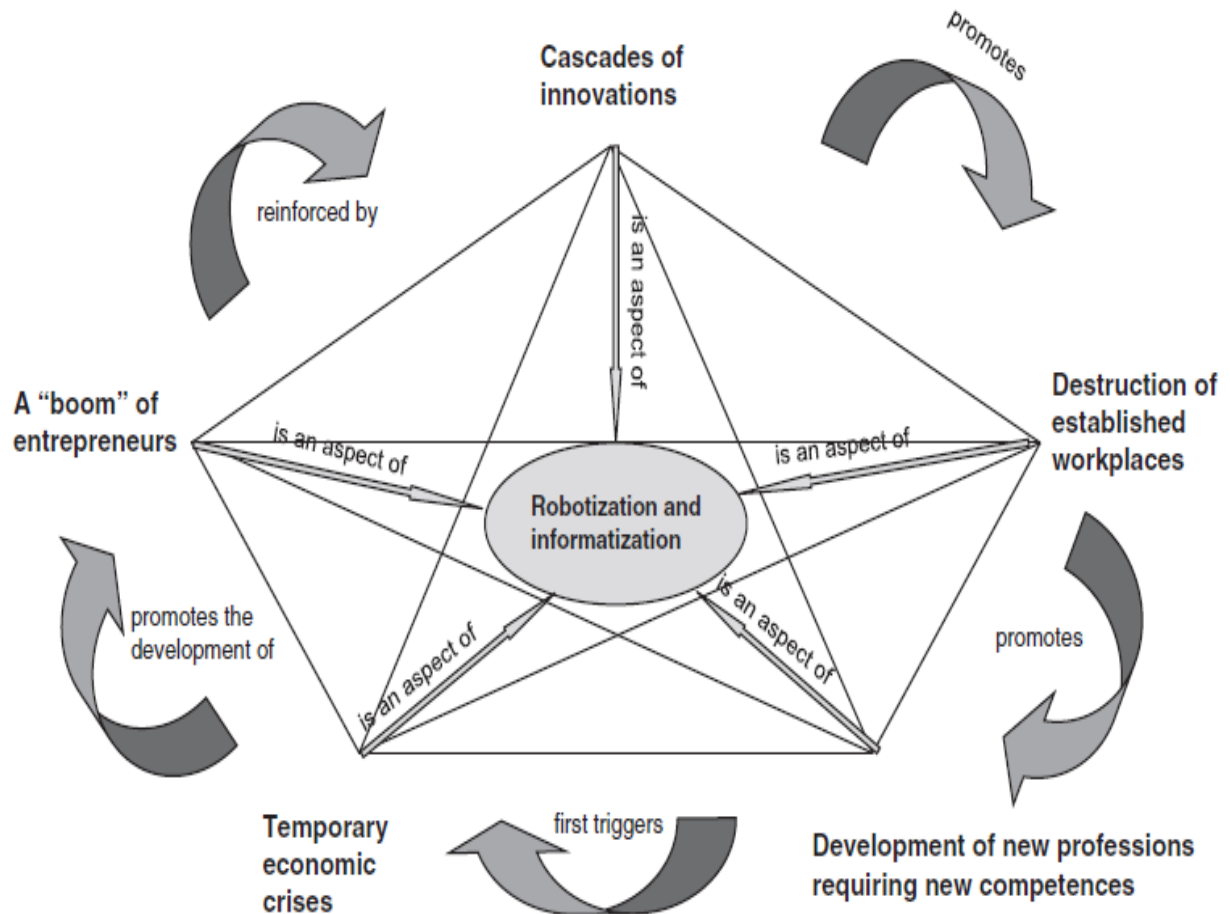 Cascades of
innovations
promotes
reinforced by
is an aspect of
A “boom” of
entrepreneurs
is an aspect of
is an aspect of
Destruction of
established
workplaces
Robotization and
informatization
promotes the
development of
is an aspect of
is an aspect of
promotes
Temporary
economic
crises
first triggers
Development of new professions
requiring new competences